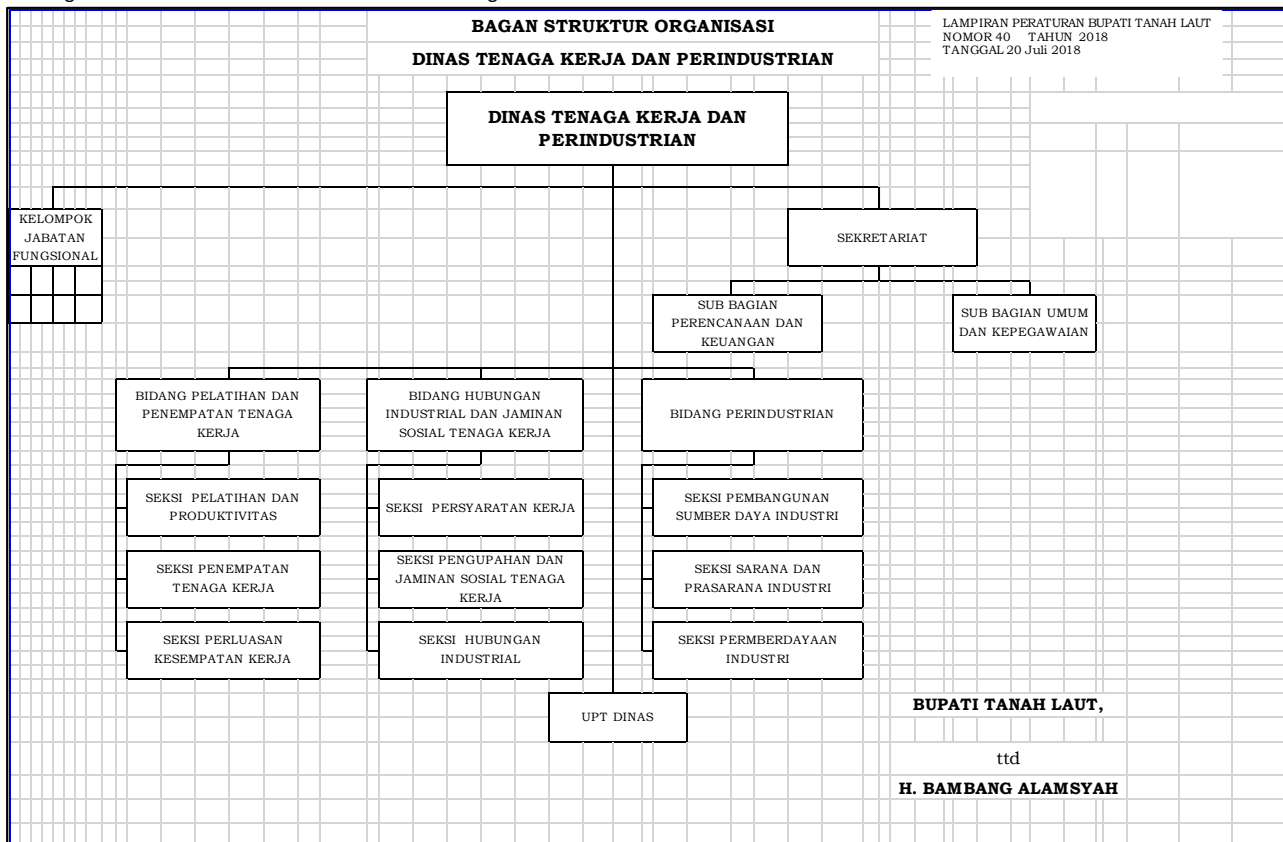 BAGAN STRUKTUR ORGANISASI
DINAS TENAGA KERJA DAN PERINDUSTRIAN
LAMPIRAN PERATURAN BUPATI TANAH LAUT
NOMOR 40 TAHUN 2018
TANGGAL 20 Juli 2018
DINAS TENAGA KERJA DAN
PERINDUSTRIAN
KELOMPOK
JABATAN
FUNGSIONAL
SEKRETARIAT
SUB BAGIAN
PERENCANAAN DAN
KEUANGAN
SUB BAGIAN UMUM
DAN KEPEGAWAIAN
BIDANG PELATIHAN DAN
PENEMPATAN TENAGA
KERJA
BIDANG HUBUNGAN
INDUSTRIAL DAN JAMINAN
SOSIAL TENAGA KERJA
BIDANG PERINDUSTRIAN
SEKSI PELATIHAN DAN
PRODUKTIVITAS
SEKSI PERSYARATAN KERJA
SEKSI PEMBANGUNAN
SUMBER DAYA INDUSTRI
SEKSI PENEMPATAN
TENAGA KERJA
SEKSI PENGUPAHAN DAN
JAMINAN SOSIAL TENAGA
KERJA
SEKSI SARANA DAN
PRASARANA INDUSTRI
SEKSI PERLUASAN
KESEMPATAN KERJA
SEKSI HUBUNGAN
INDUSTRIAL
SEKSI PERMBERDAYAAN
INDUSTRI
UPT DINAS
BUPATI TANAH LAUT,
ttd
H. BAMBANG ALAMSYAH